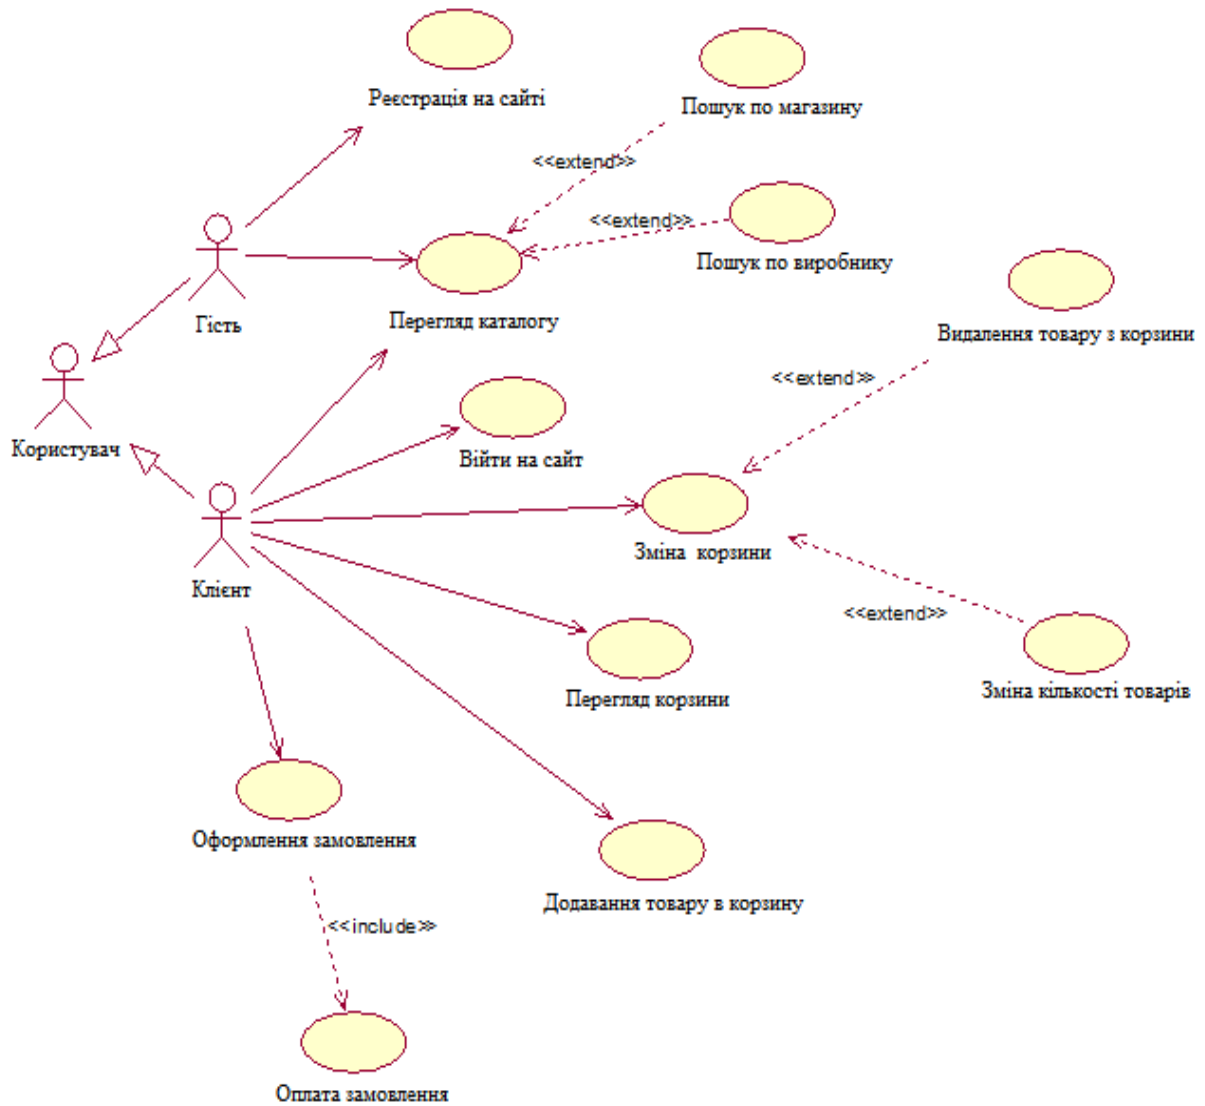 Реєстрація на сайті
Пошук по магазину
<<extend>>
<<extend>>
Пошук по виробнику
Гість
Перегляд каталогу
Видалення товару з корзини
<<extend>>
Користувач
Війти на сайт
Зміна корзини
Клієнт
<<extend>>
Перегляд корзини
Зміна кількості товарів
Оформлення замовлення
Додавання товару в корзину
<<include>>
Оплата замовлення